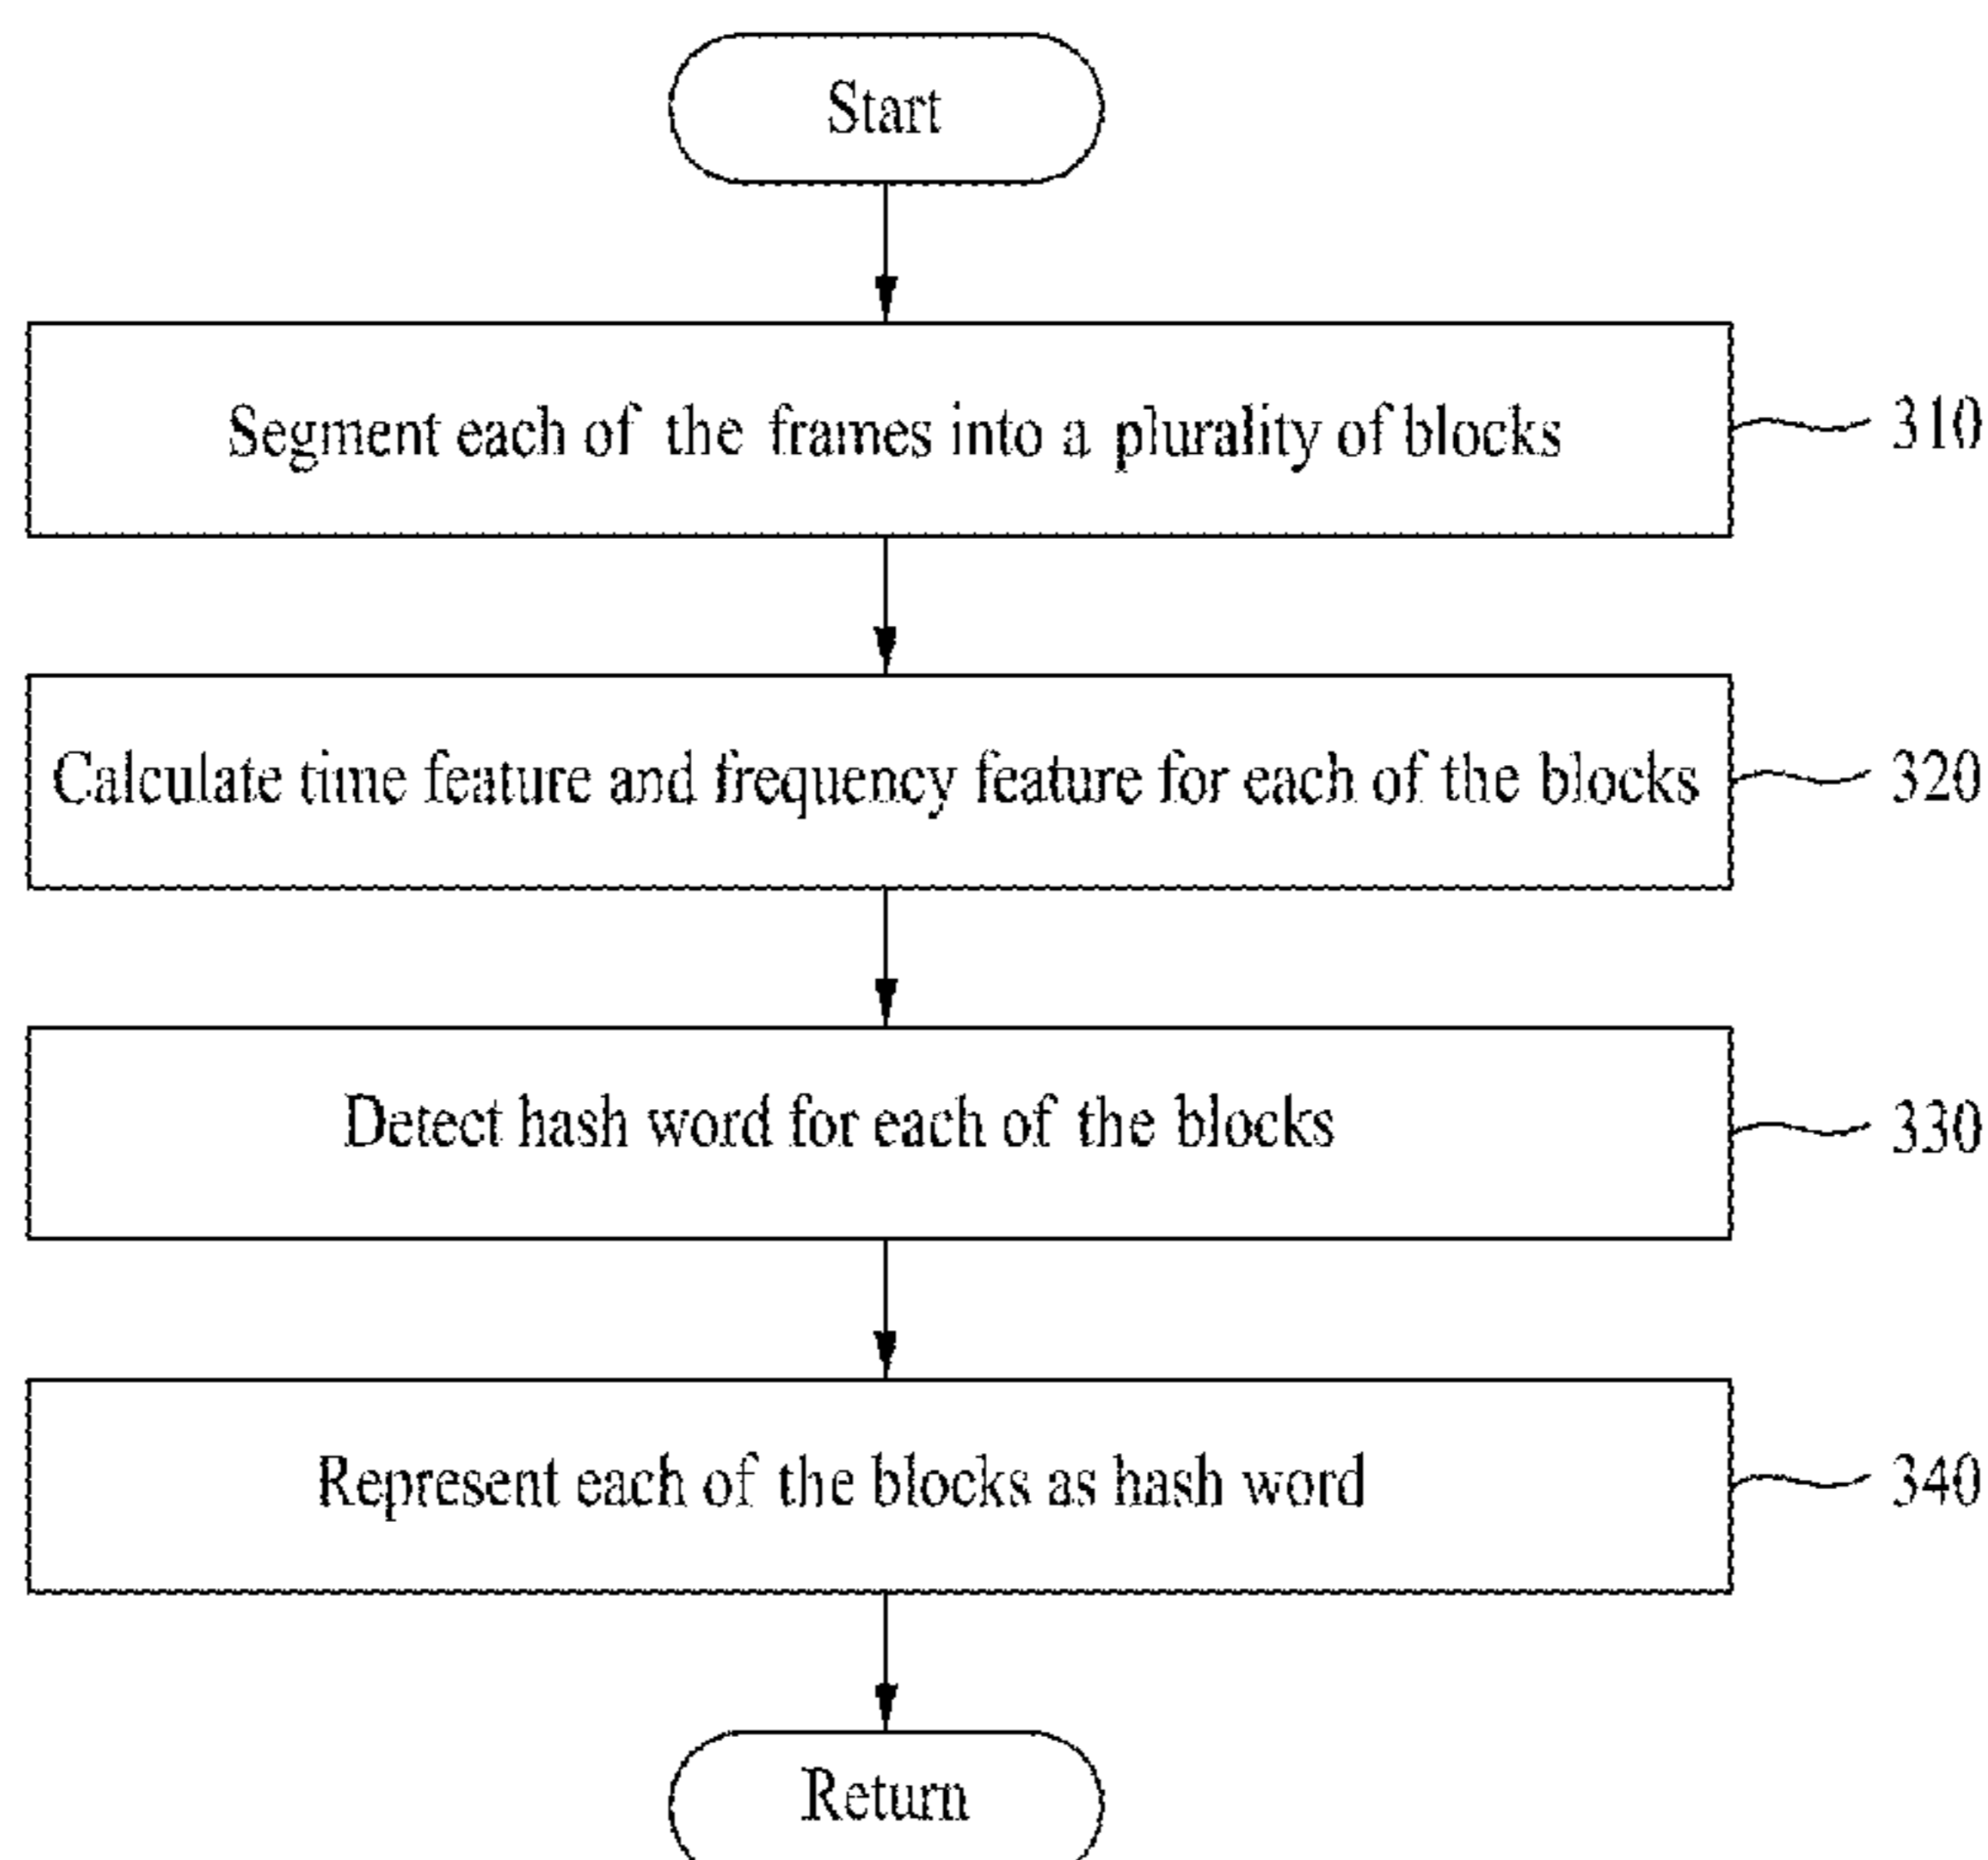 Start
Segment each of the frames into a plurality of blocks
310
Calculate time feature and frequency feature for each of the blocks
320
Detect hash word for each of the blocks
330
Represent each of the blocks as hash word
340
Return